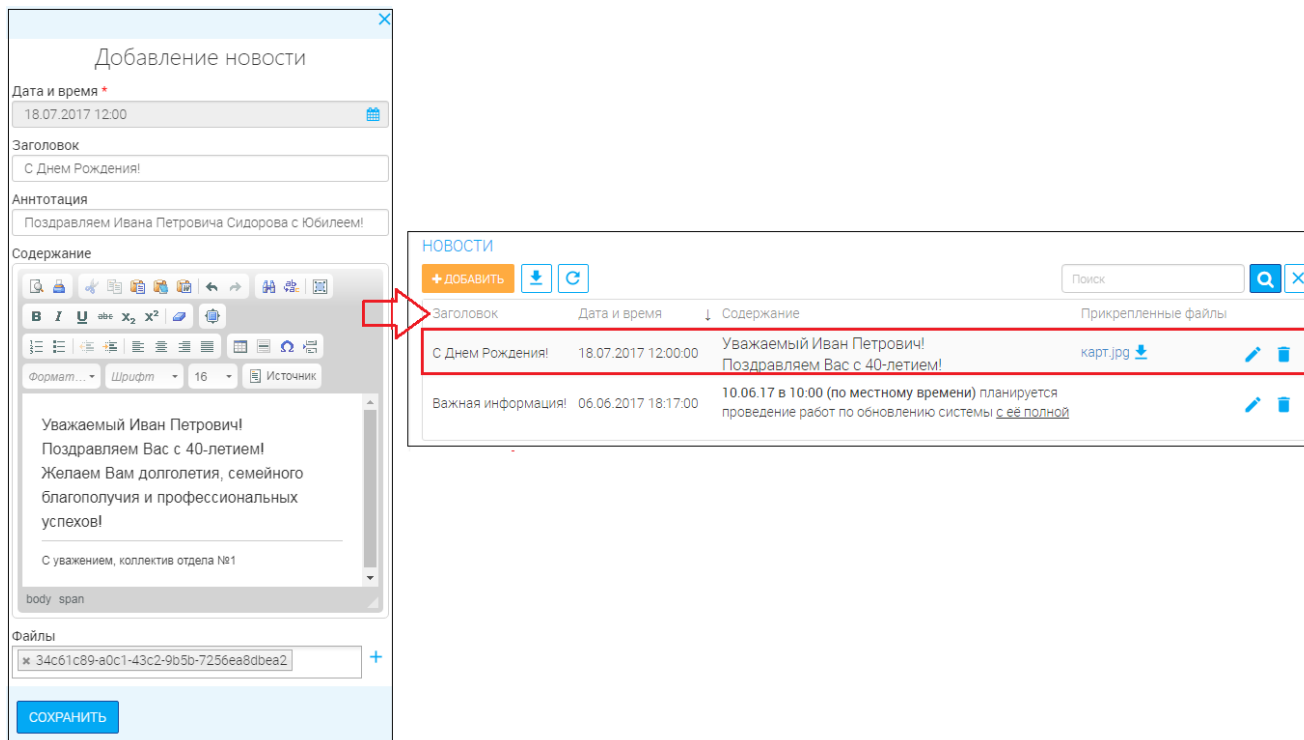 Добавление новости
Дата и время *
18.07.2017 12:00
Заголовок
С Днем Рождения!
Аннтотация
Поздравляем Ивана Петровича Сидорова с Юбилеем!
Содержание
B I U abc X₂ X²
Формат... Шрифт 16 Источник
Уважаемый Иван Петрович!
Поздравляем Вас с 40-летием!
Желаем Вам долголетия, семейного
благополучия и профессиональных
успехов!
С уважением, коллектив отдела №1
body span
Файлы
34c61c89-a0c1-43c2-9b5b-7256ea8dbea2
СОХРАНИТЬ
НОВОСТИ
+ ДОБАВИТЬ Поиск
Заголовок Дата и время ↓ Содержание Прикрепленные файлы
С Днем Рождения! 18.07.2017 12:00:00 Уважаемый Иван Петрович!
Поздравляем Вас с 40-летием! карт.jpg
Важная информация! 06.06.2017 18:17:00 10.06.17 в 10:00 (по местному времени) планируется
проведение работ по обновлению системы с её полной